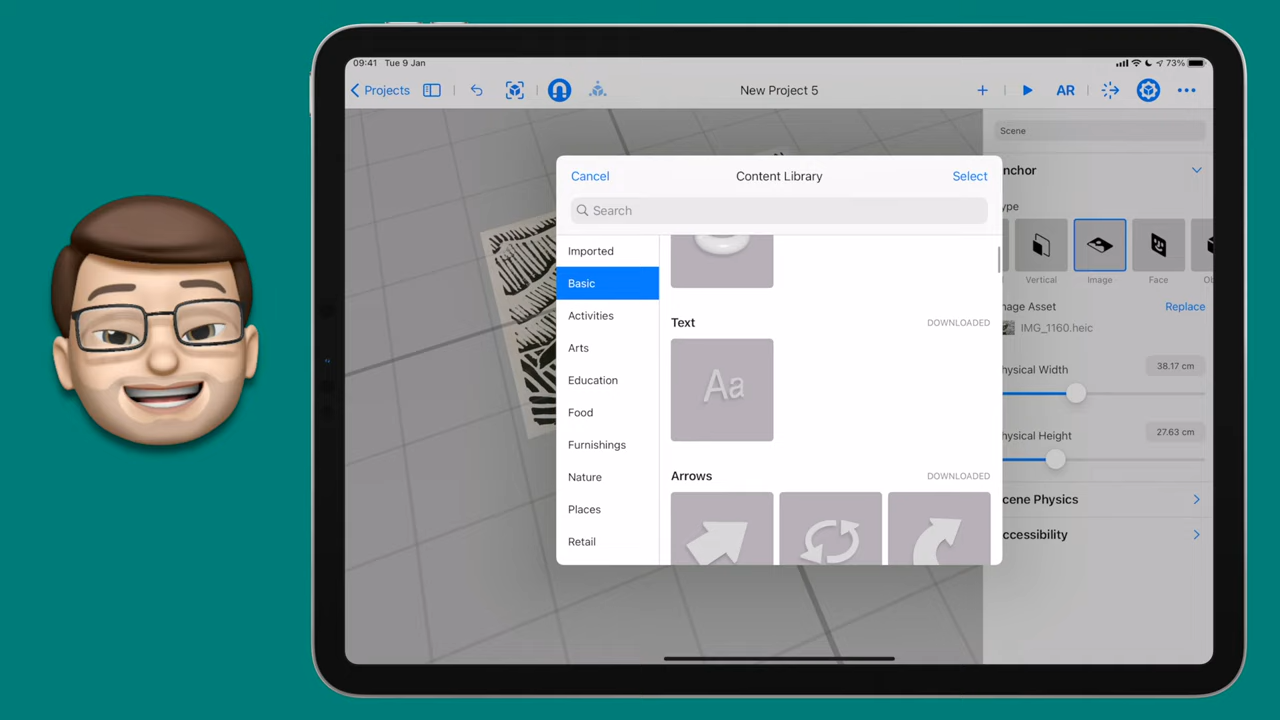 09:41 Tue 9 Jan 73%
Projects New Project 5 AR
Scene
Cancel Content Library Select
Search
Imported
Basic
Activities
Arts
Education
Food
Furnishings
Nature
Places
Retail
Text DOWNLOADED
Aa
Arrows DOWNLOADED
nchor
ype
Vertical Image Face Ob
mage Asset Replace
IMG_1160.heic
hysical Width 38.17 cm
hysical Height 27.63 cm
cene Physics
ccessibility